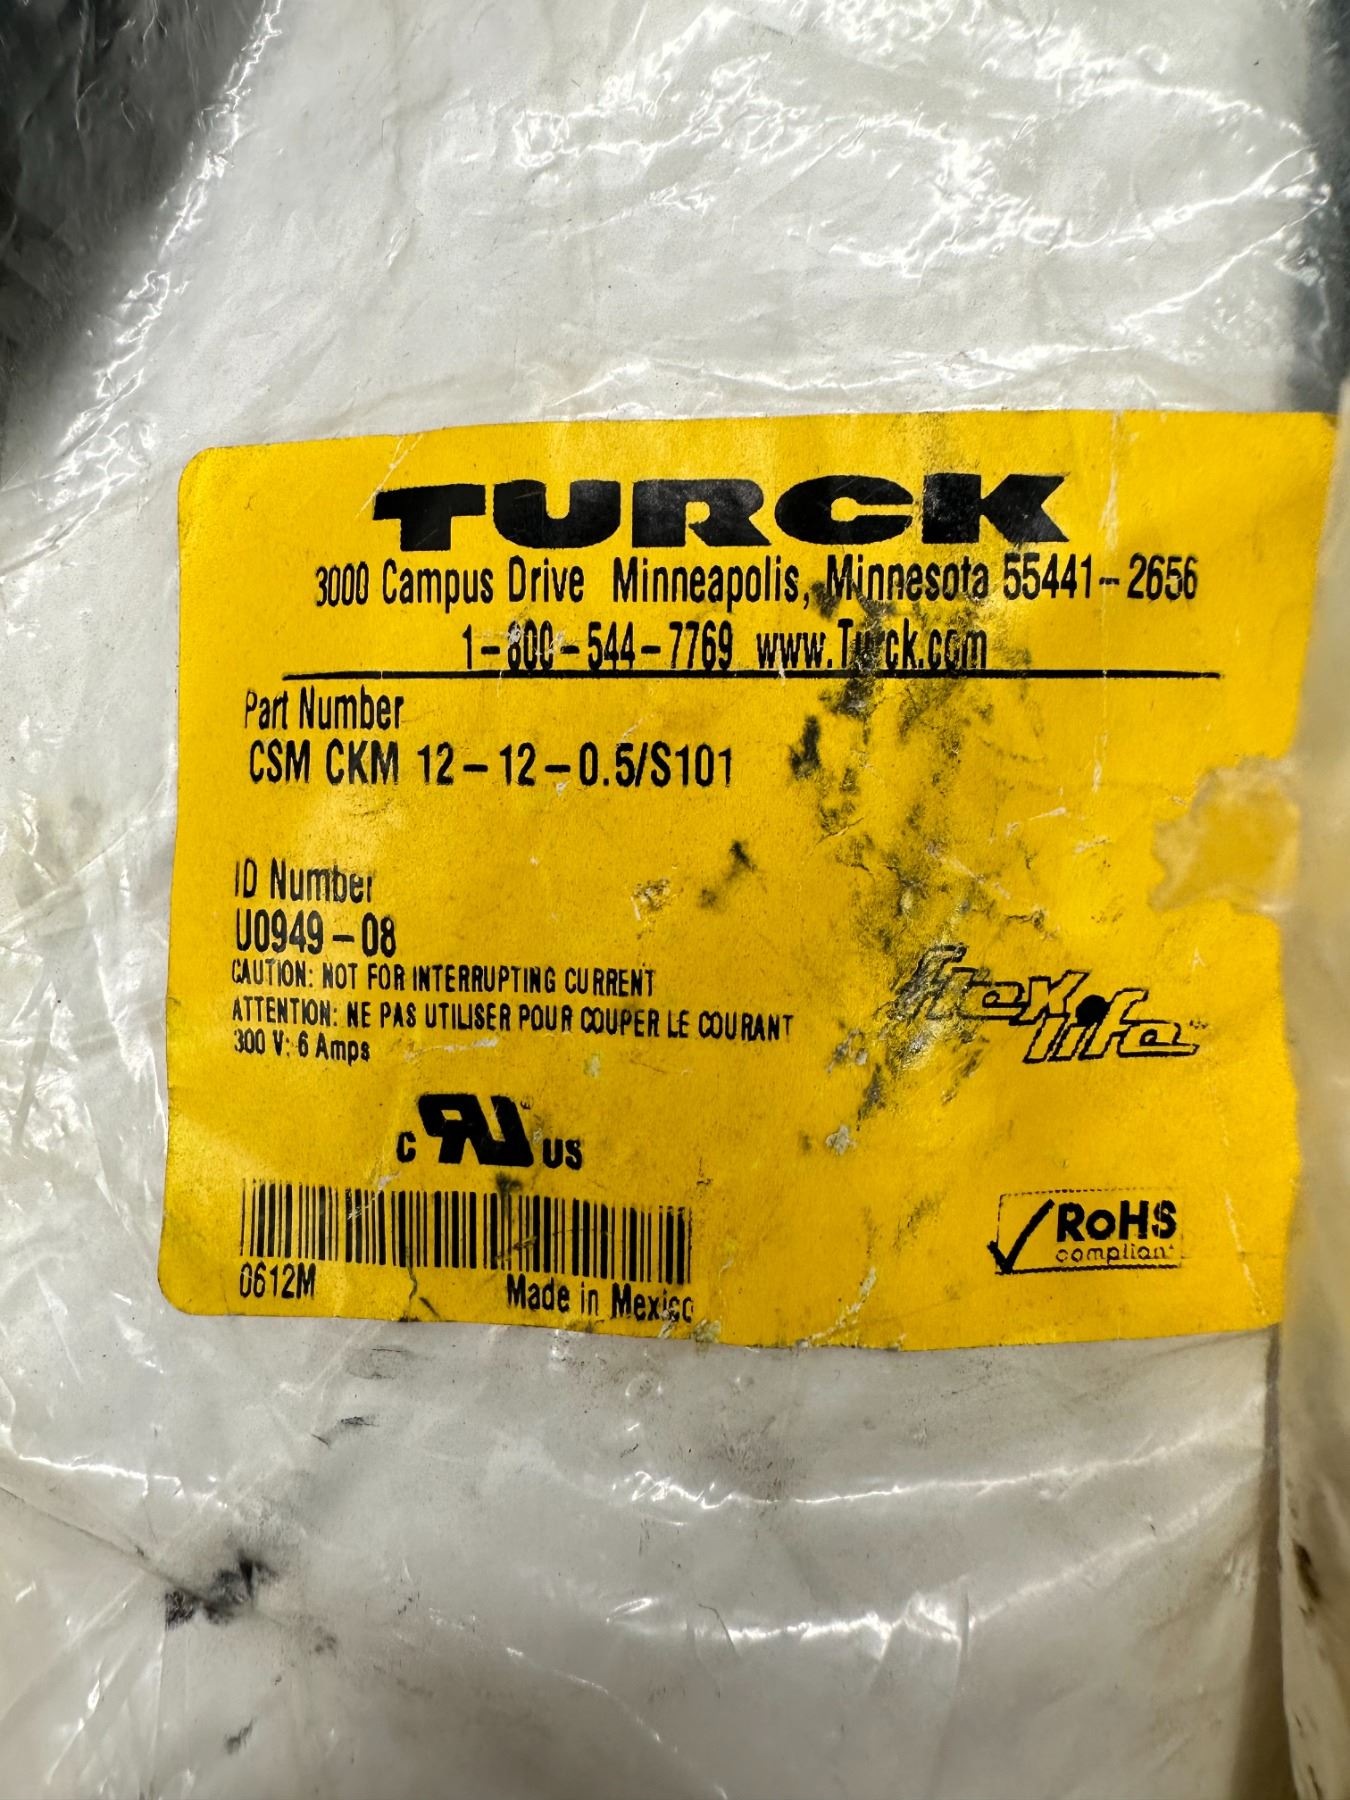 TURCK
3000 Campus Drive Minneapolis, Minnesota 55441-2656
1-800-544-7769 www.Turck.com
Part Number
CSM CKM 12-12-0.5/S101
ID Number
U0949-08
CAUTION: NOT FOR INTERRUPTING CURRENT
ATTENTION: NE PAS UTILISER POUR COUPER LE COURANT
300 V: 6 Amps
flexlife™
c RU® US
RoHS
compliant
0612M
Made in Mexico